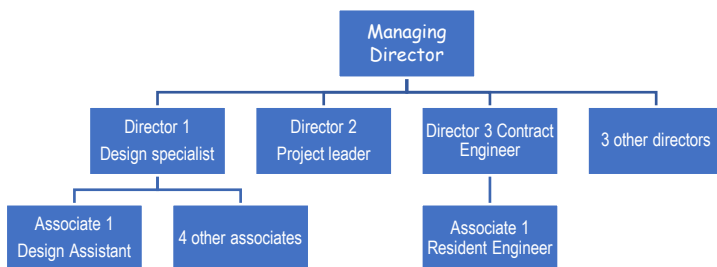 Managing
Director
Director 1
Design specialist
Director 2
Project leader
Director 3 Contract
Engineer
3 other directors
Associate 1
Design Assistant
4 other associates
Associate 1
Resident Engineer